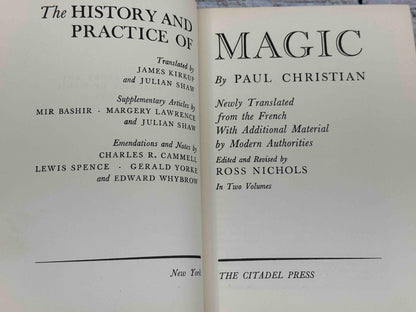 The HISTORY AND
PRACTICE OF
Translated by
JAMES KIRKUP
and JULIAN SHAW
Supplementary Articles by
MIR BASHIR · MARGERY LAWRENCE
and JULIAN SHAW
Emendations and Notes by
CHARLES R. CAMMELL
LEWIS SPENCE · GERALD YORKE
and EDWARD WHYBROW
New York
MAGIC
By PAUL CHRISTIAN
Newly Translated
from the French
With Additional Material
by Modern Authorities
Edited and Revised by
ROSS NICHOLS
In Two Volumes
THE CITADEL PRESS